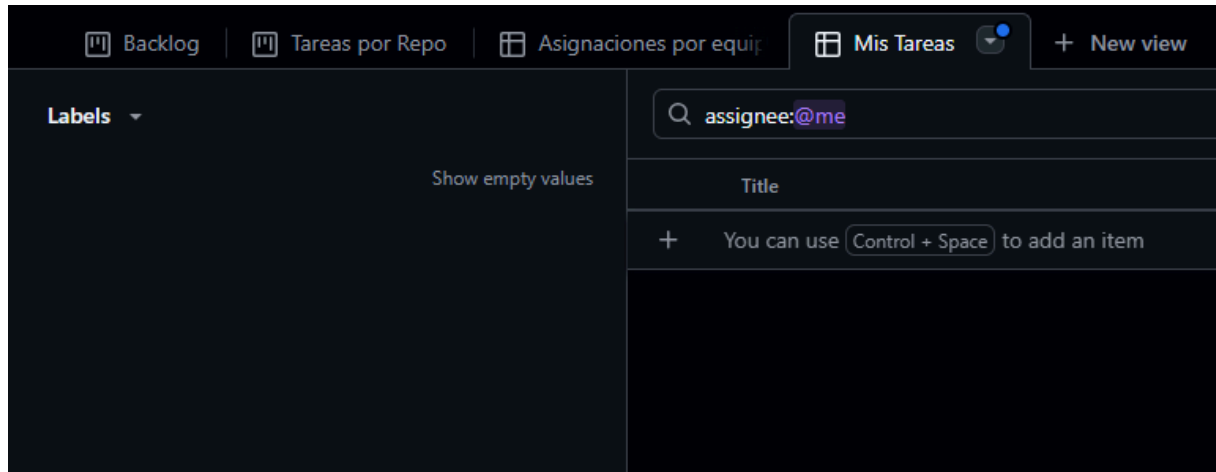 Backlog
Tareas por Repo
Asignaciones por equip
Mis Tareas
+ New view
Labels
Show empty values
assignee:@me
Title
+ You can use Control + Space to add an item